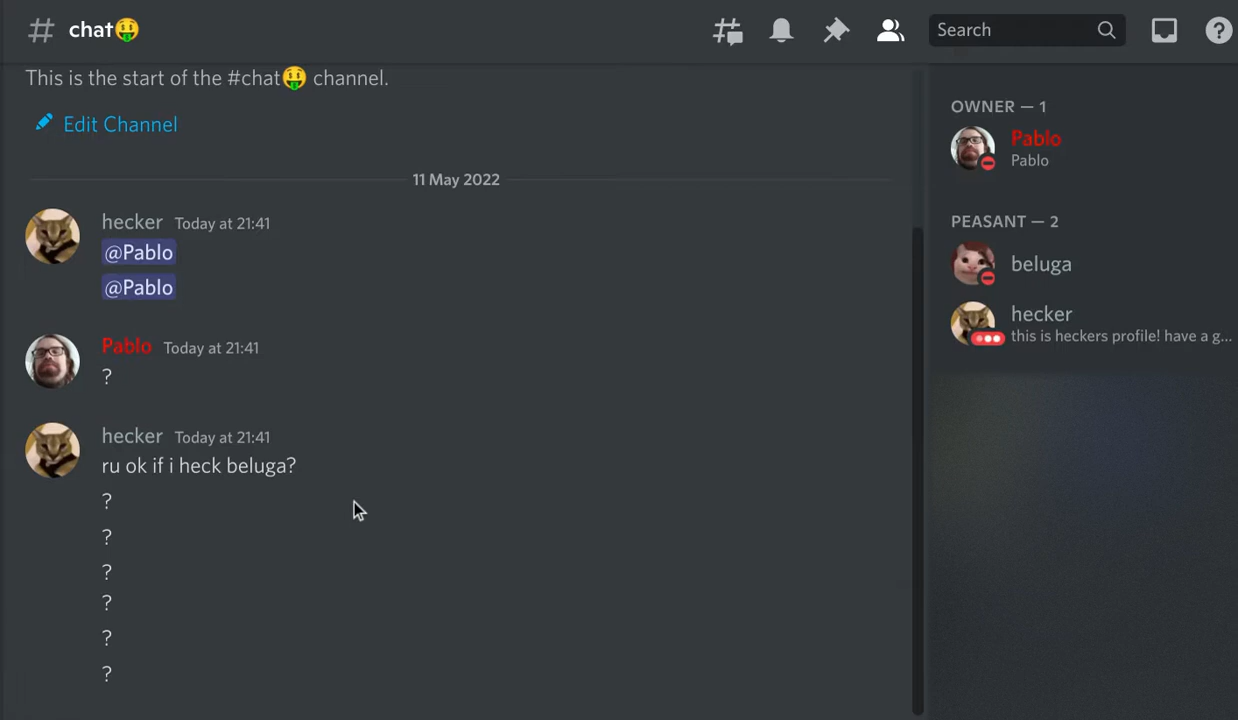 # chat🤑
Search
This is the start of the #chat🤑 channel.
Edit Channel
11 May 2022
hecker Today at 21:41
@Pablo
@Pablo
Pablo Today at 21:41
?
hecker Today at 21:41
ru ok if i heck beluga?
?
?
?
?
?
?
OWNER — 1
Pablo
Pablo
PEASANT — 2
beluga
hecker
this is heckers profile! have a g...